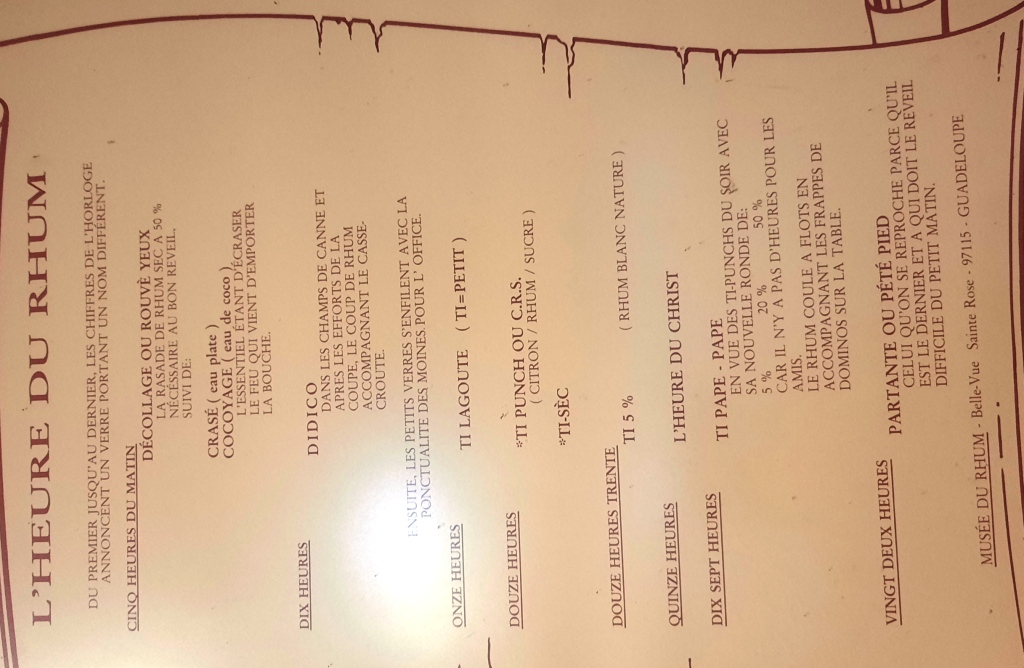 L'HEURE DU RHUM
DU PREMIER JUSQU'AU DERNIER, LES CHIFFRES DE L'HORLOGE
ANNONCENT UN VERRE PORTANT UN NOM DIFFÉRENT.
CINQ HEURES DU MATIN
DÉCOLLAGE OU ROUVÈ YEUX
LA RASADE DE RHUM SEC A 50 %
NÉCÉSSAIRE AU BON REVEIL,
SUIVI DE:
CRASÉ ( eau plate )
COCOYAGE ( eau de coco )
L'ESSENTIEL ÉTANT D'ÉCRASER
LE FEU QUI VIENT D'EMPORTER
LA BOUCHE.
DIX HEURES
DIDICO
DANS LES CHAMPS DE CANNE ET
APRES LES EFFORTS DE LA
COUPE, LE COUP DE RHUM
ACCOMPAGNANT LE CASSE-
CROUTE.
ENSUITE, LES PETITS VERRES S'ENFILENT AVEC LA
PONCTUALITE DES MOINES POUR L' OFFICE.
ONZE HEURES TI LAGOUTE ( TI = PETIT )
DOUZE HEURES *TI PUNCH OU C.R.S.
( CITRON / RHUM / SUCRE )
*TI-SÈC
DOUZE HEURES TRENTE
TI 5 % ( RHUM BLANC NATURE )
QUINZE HEURES L'HEURE DU CHRIST
DIX SEPT HEURES TI PAPE - PAPE
EN VUE DES TI-PUNCHS DU SOIR AVEC
SA NOUVELLE RONDE DE:
5 % 20 % 50 %
CAR IL N'Y A PAS D'HEURES POUR LES
AMIS.
LE RHUM COULE A FLOTS EN
ACCOMPAGNANT LES FRAPPES DE
DOMINOS SUR LA TABLE.
VINGT DEUX HEURES PARTANTE OU PÉTÉ PIED
CELUI QU'ON SE REPROCHE PARCE QU'IL
EST LE DERNIER ET A QUI DOIT LE REVEIL
DIFFICILE DU PETIT MATIN.
MUSÉE DU RHUM - Belle-Vue Sainte Rose - 97115 - GUADELOUPE